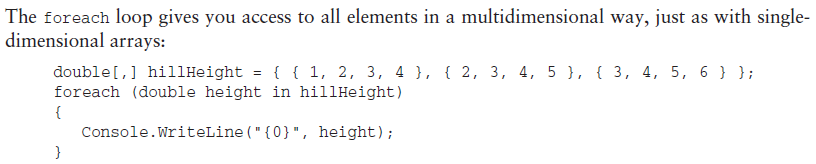 The foreach loop gives you access to all elements in a multidimensional way, just as with single-
dimensional arrays:
double[,] hillHeight = { { 1, 2, 3, 4 }, { 2, 3, 4, 5 }, { 3, 4, 5, 6 } };
foreach (double height in hillHeight)
{
Console.WriteLine("{0}", height);
}